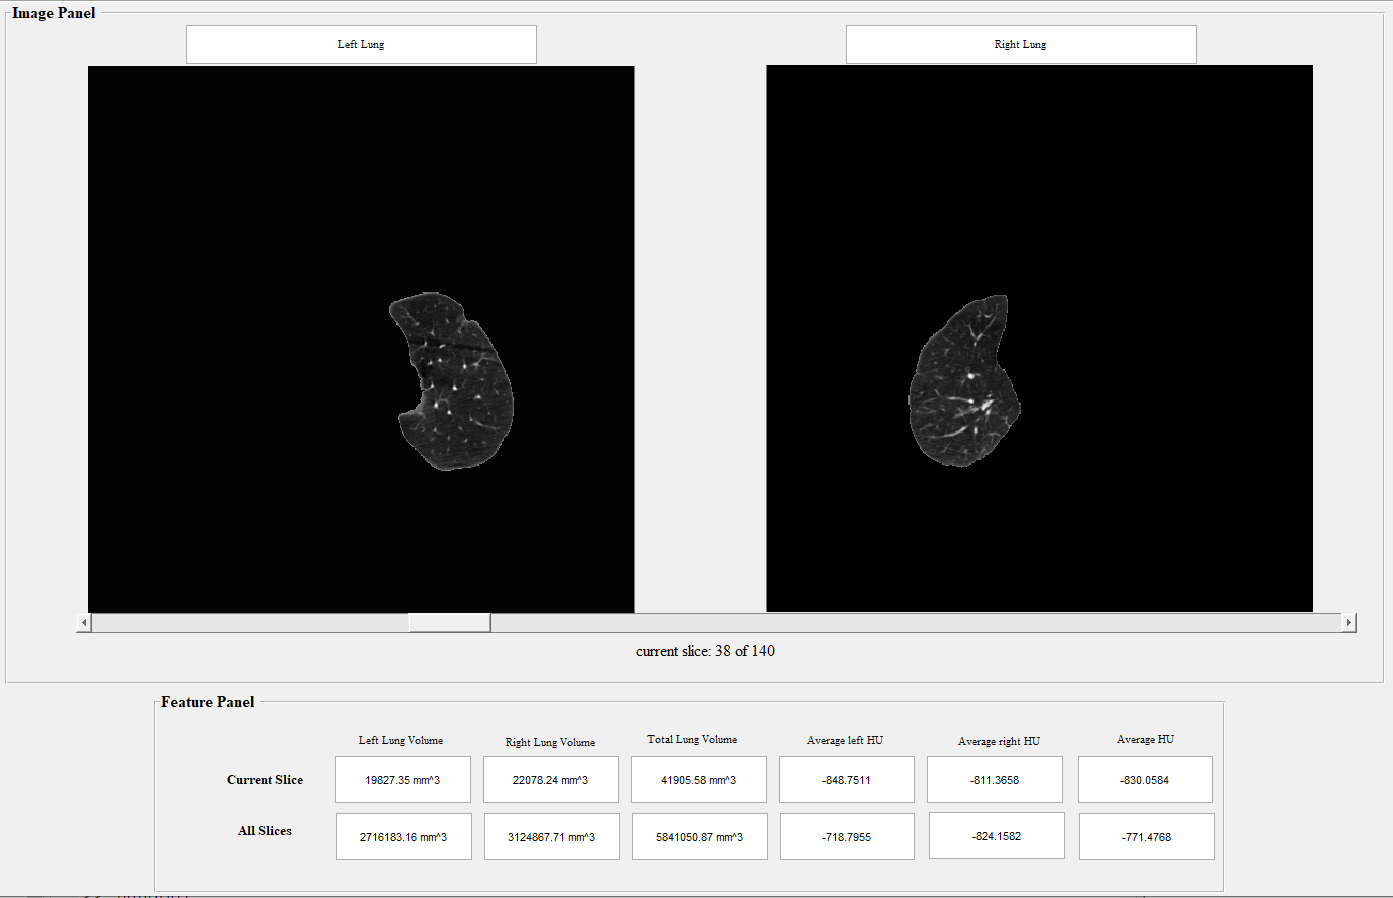 Image Panel
Left Lung
Right Lung
current slice: 38 of 140
Feature Panel
Left Lung Volume
Right Lung Volume
Total Lung Volume
Average left HU
Average right HU
Average HU
Current Slice
19827.35 mm^3
22078.24 mm^3
41905.58 mm^3
-848.7511
-811.3658
-830.0584
All Slices
2716183.16 mm^3
3124867.71 mm^3
5841050.87 mm^3
-718.7955
-824.1582
-771.4768